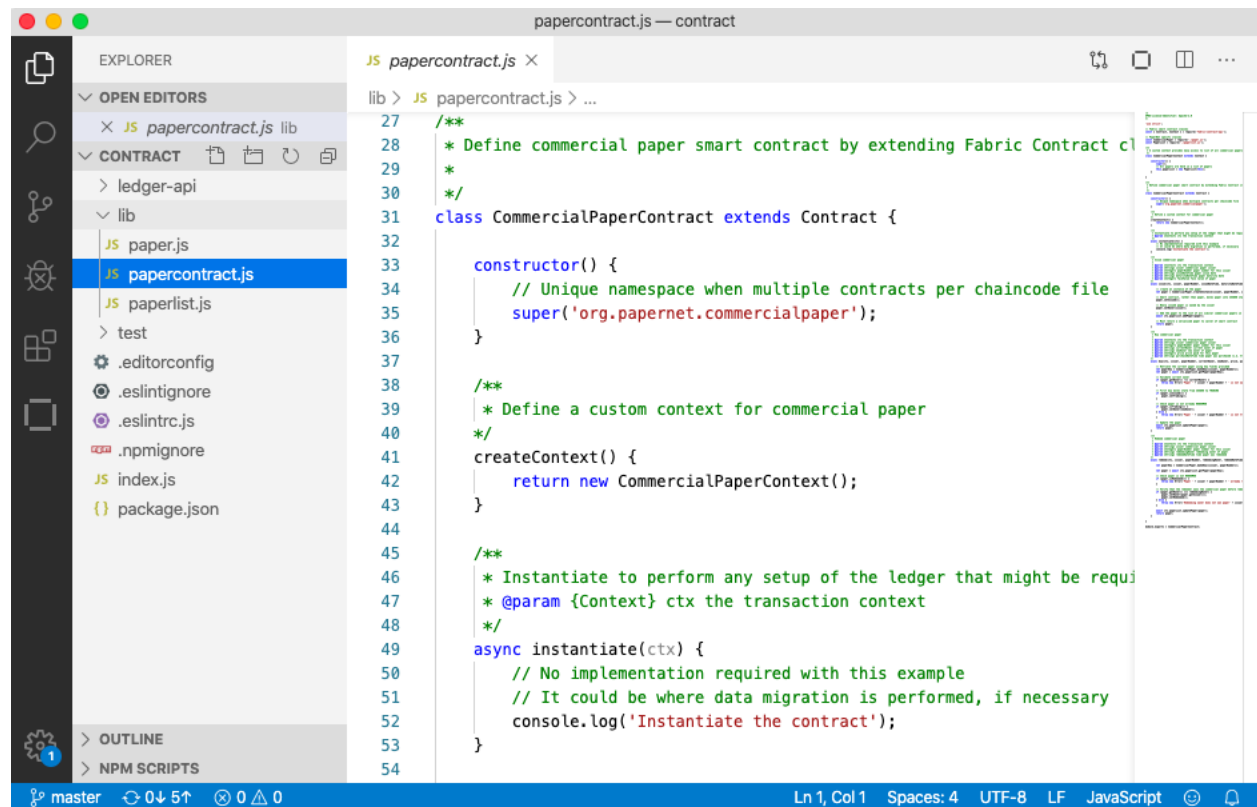 papercontract.js — contract
EXPLORER
OPEN EDITORS
JS papercontract.js lib
CONTRACT
ledger-api
lib
JS paper.js
JS papercontract.js
JS paperlist.js
test
.editorconfig
.eslintignore
.eslintrc.js
.npmignore
JS index.js
{} package.json
OUTLINE
NPM SCRIPTS
1
JS papercontract.js
lib > JS papercontract.js > ...
27 /**
28 * Define commercial paper smart contract by extending Fabric Contract cl
29 *
30 */
31 class CommercialPaperContract extends Contract {
32
33 constructor() {
34 // Unique namespace when multiple contracts per chaincode file
35 super('org.papernet.commercialpaper');
36 }
37
38 /**
39 * Define a custom context for commercial paper
40 */
41 createContext() {
42 return new CommercialPaperContext();
43 }
44
45 /**
46 * Instantiate to perform any setup of the ledger that might be requi
47 * @param {Context} ctx the transaction context
48 */
49 async instantiate(ctx) {
50 // No implementation required with this example
51 // It could be where data migration is performed, if necessary
52 console.log('Instantiate the contract');
53 }
54
master 0↓ 5↑ 0 0 Ln 1, Col 1 Spaces: 4 UTF-8 LF JavaScript